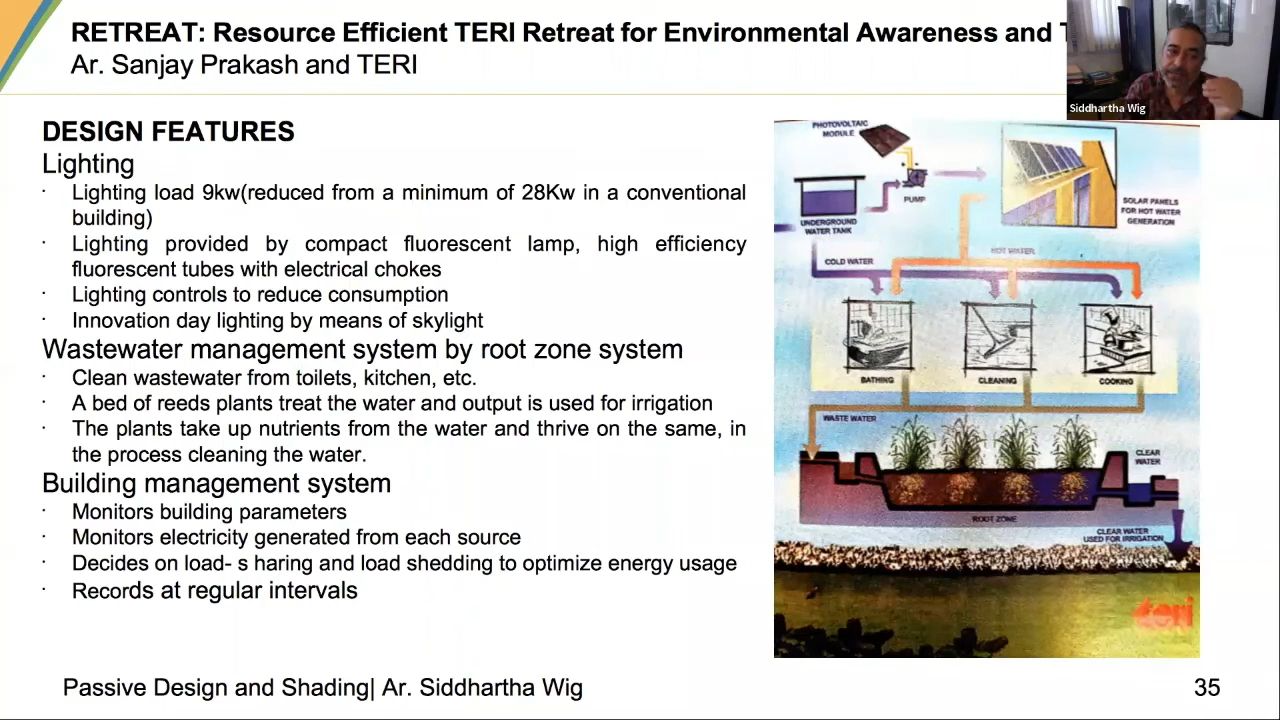 RETREAT: Resource Efficient TERI Retreat for Environmental Awareness and T
Ar. Sanjay Prakash and TERI
Siddhartha Wig
DESIGN FEATURES
Lighting
· Lighting load 9kw(reduced from a minimum of 28Kw in a conventional
building)
· Lighting provided by compact fluorescent lamp, high efficiency
fluorescent tubes with electrical chokes
· Lighting controls to reduce consumption
· Innovation day lighting by means of skylight
Wastewater management system by root zone system
· Clean wastewater from toilets, kitchen, etc.
· A bed of reeds plants treat the water and output is used for irrigation
· The plants take up nutrients from the water and thrive on the same, in
the process cleaning the water.
Building management system
· Monitors building parameters
· Monitors electricity generated from each source
· Decides on load- s haring and load shedding to optimize energy usage
· Records at regular intervals
PHOTOVOLTAIC
MODULE
PUMP
UNDERGROUND
WATER TANK
SOLAR PANELS
FOR HOT WATER
GENERATION
HOT WATER
COLD WATER
BATHING
CLEANING
COOKING
WASTE WATER
CLEAR
WATER
ROOT ZONE
CLEAR WATER
USED FOR IRRIGATION
teri
Passive Design and Shading| Ar. Siddhartha Wig
35